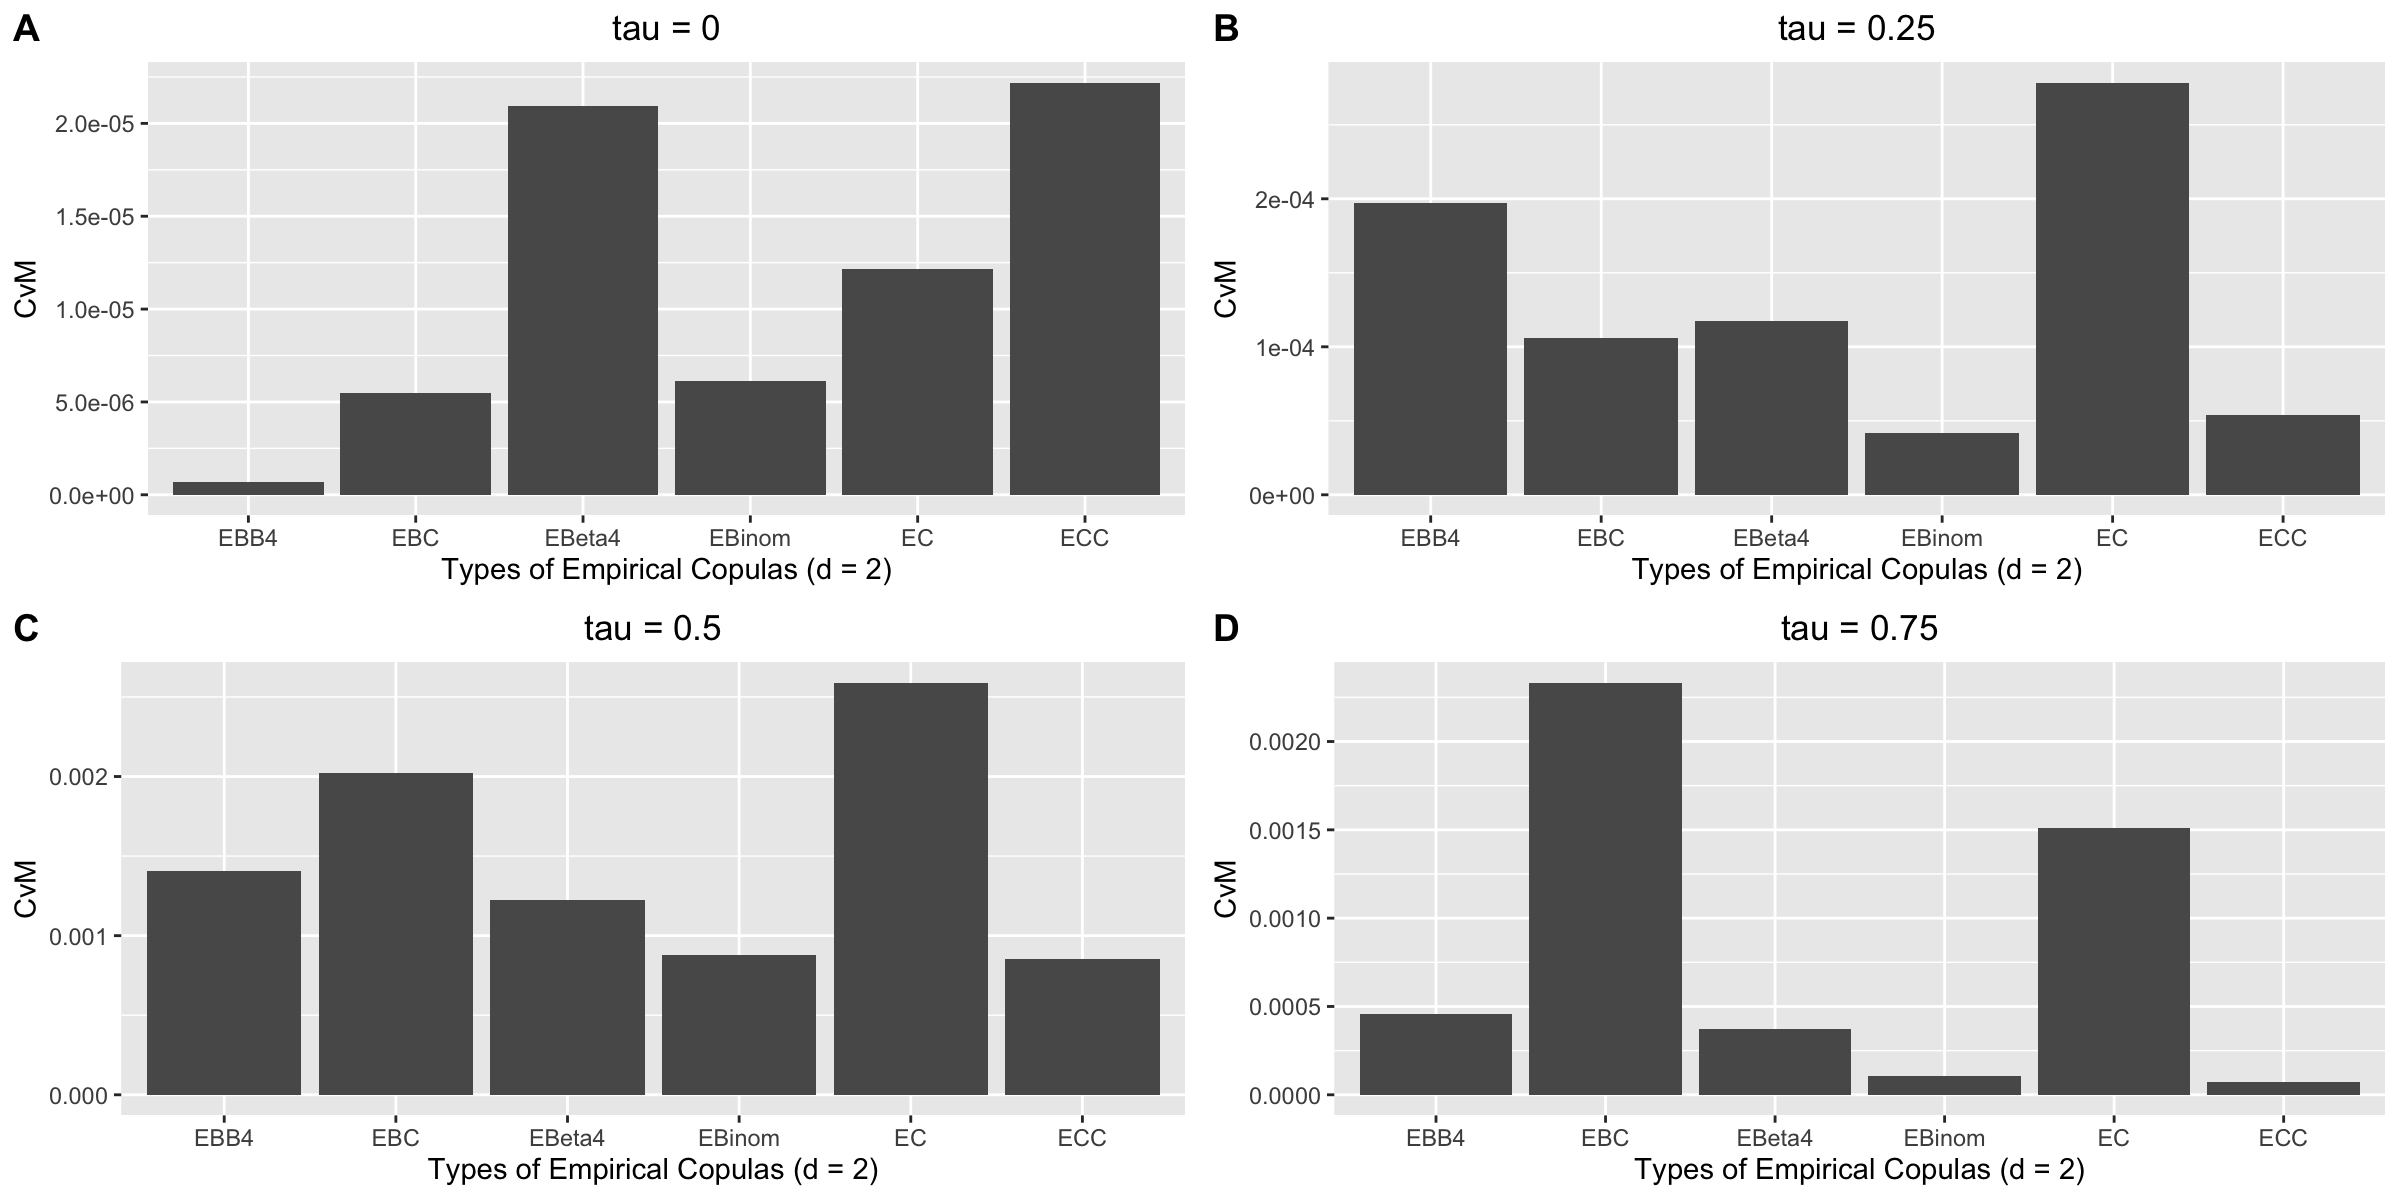 A
tau = 0
CvM
2.0e-05
1.5e-05
1.0e-05
5.0e-06
0.0e+00
EBB4 EBC EBeta4 EBinom EC ECC
Types of Empirical Copulas (d = 2)
B
tau = 0.25
CvM
2e-04
1e-04
0e+00
EBB4 EBC EBeta4 EBinom EC ECC
Types of Empirical Copulas (d = 2)
C
tau = 0.5
CvM
0.002
0.001
0.000
EBB4 EBC EBeta4 EBinom EC ECC
Types of Empirical Copulas (d = 2)
D
tau = 0.75
CvM
0.0020
0.0015
0.0010
0.0005
0.0000
EBB4 EBC EBeta4 EBinom EC ECC
Types of Empirical Copulas (d = 2)